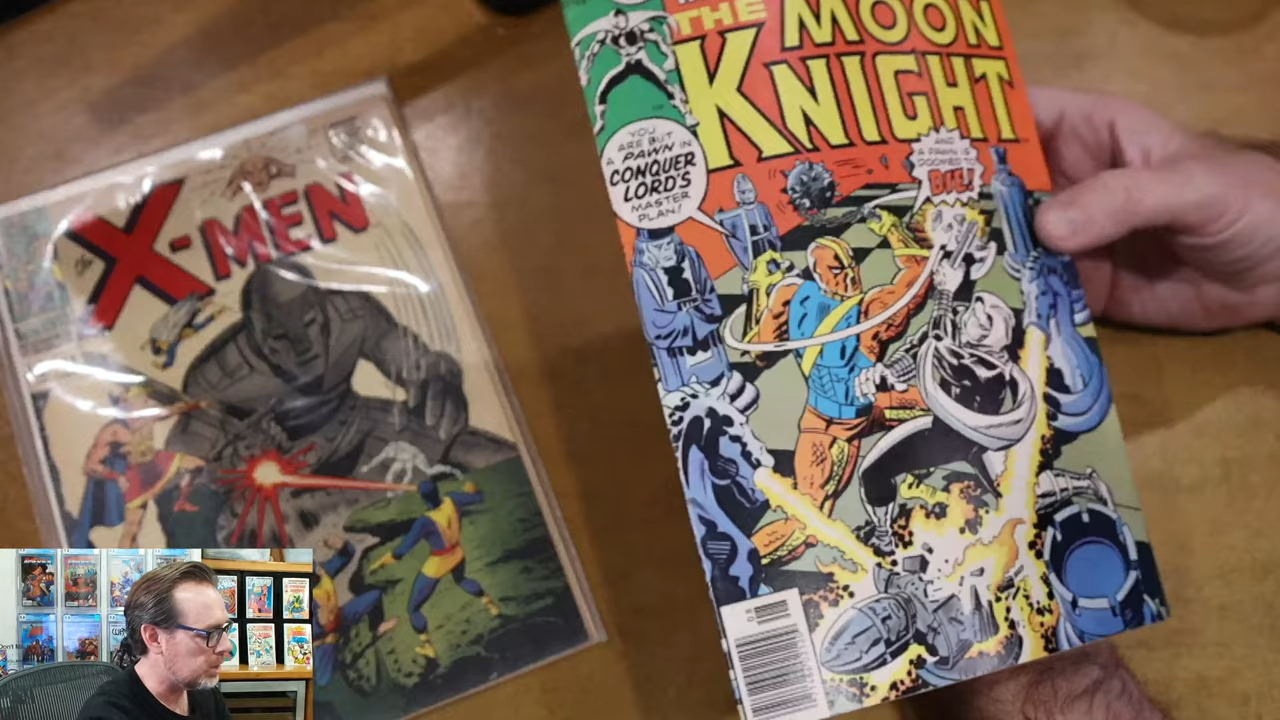 X-MEN
THE MOON
KNIGHT
YOU
ARE BUT
A PAWN IN
CONQUER
LORD'S
MASTER
PLAN!
AND
A PAWN IS
DOOMED TO
DIE!
08